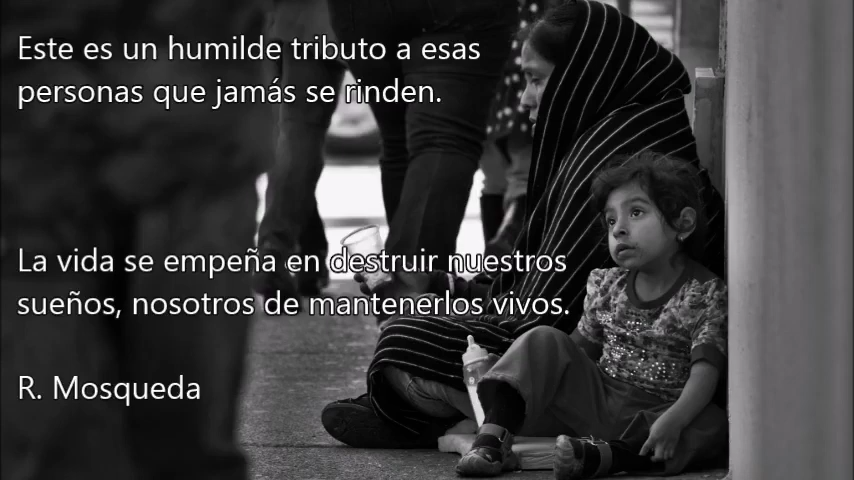 Este es un humilde tributo a esas
personas que jamás se rinden.
La vida se empeña en destruir nuestros
sueños, nosotros de mantenerlos vivos.
R. Mosqueda